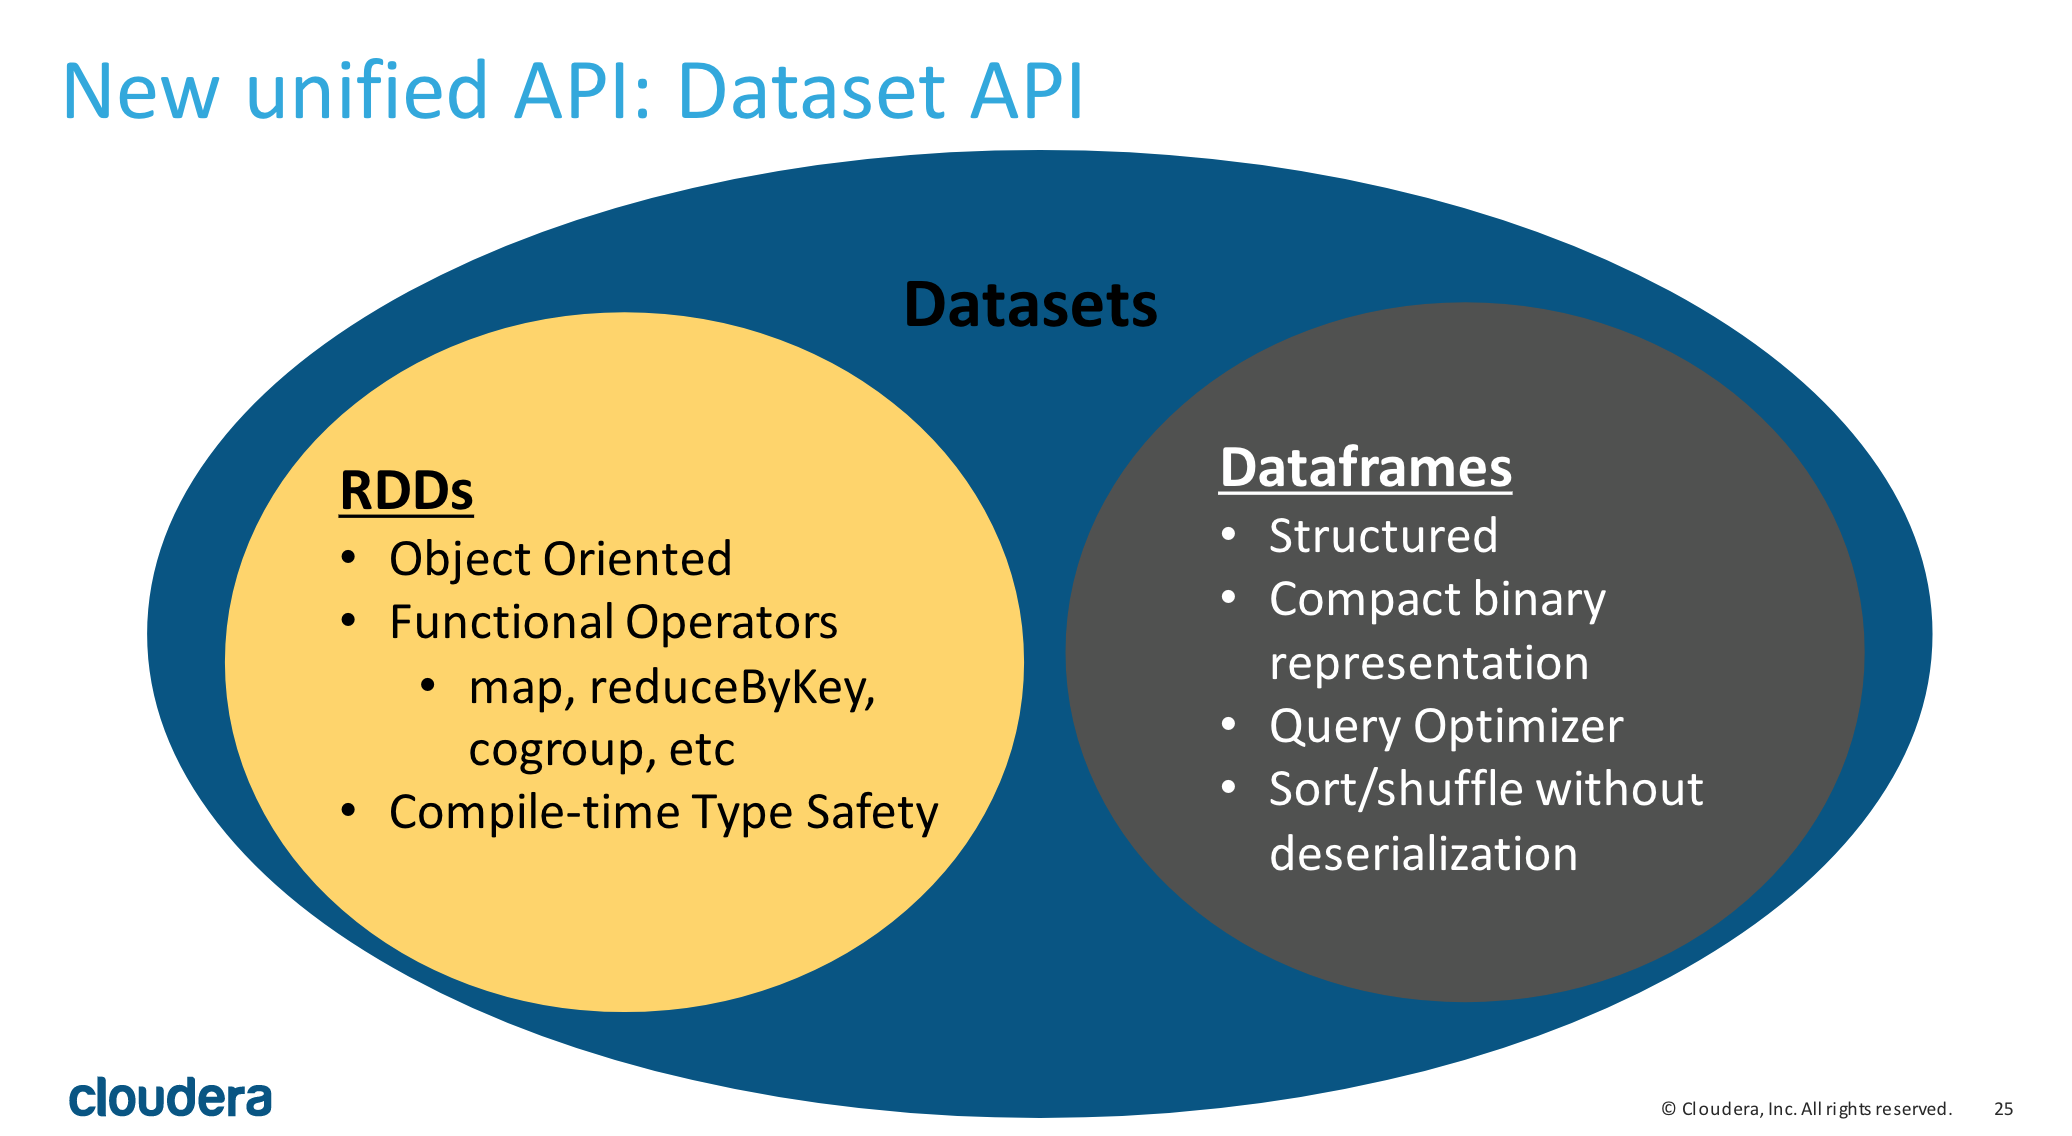 New unified API: Dataset API
Datasets
RDDs
• Object Oriented
• Functional Operators
• map, reduceByKey,
cogroup, etc
• Compile-time Type Safety
Dataframes
• Structured
• Compact binary
representation
• Query Optimizer
• Sort/shuffle without
deserialization
cloudera
© Cloudera, Inc. All rights reserved.
25